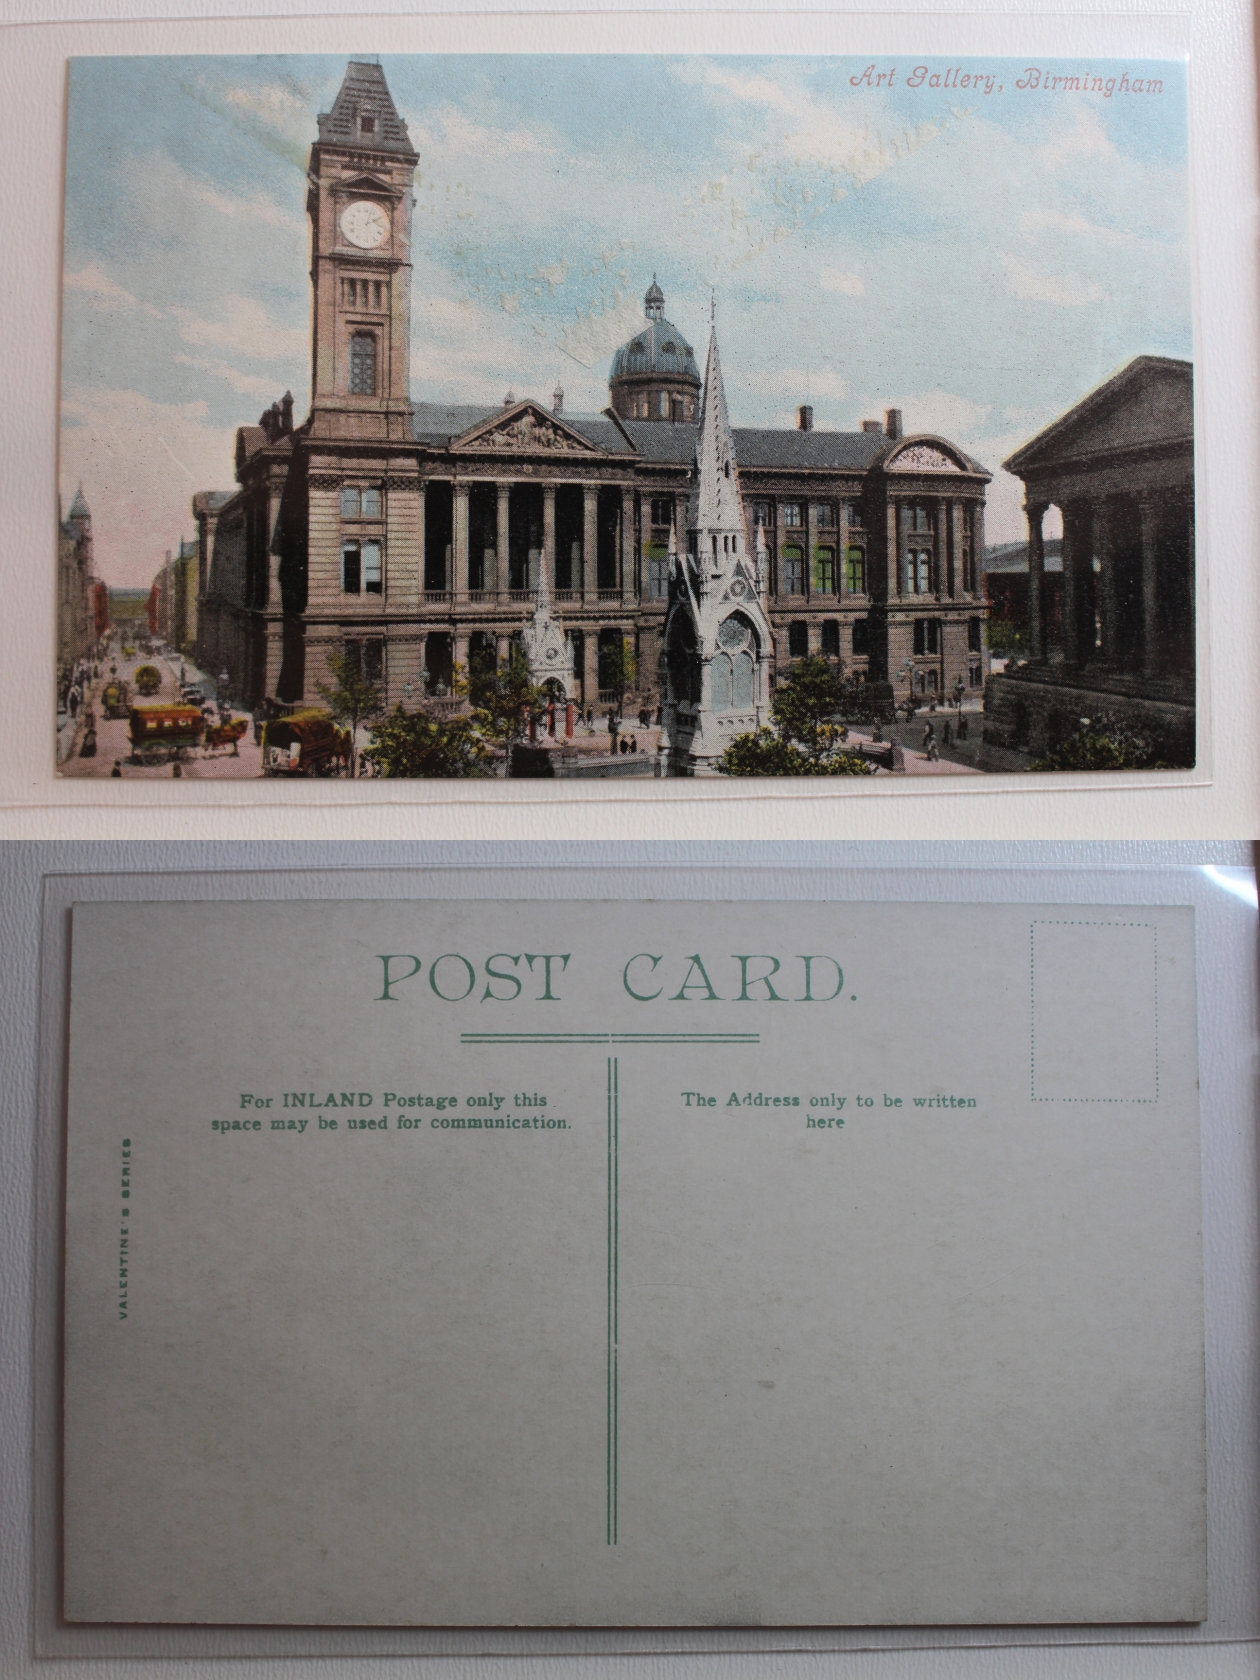 Art Gallery, Birmingham
POST CARD.
For INLAND Postage only this
space may be used for communication.
The Address only to be written
here
VALENTINE'S SERIES